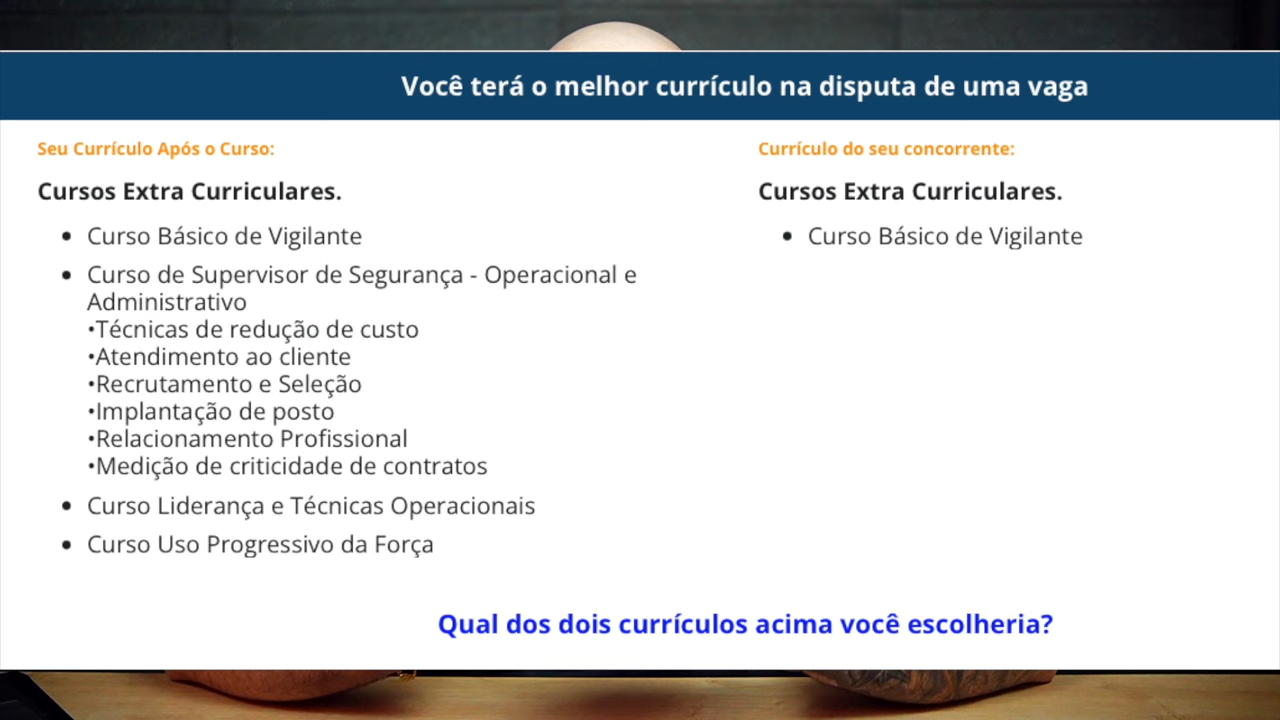 Você terá o melhor currículo na disputa de uma vaga
Seu Currículo Após o Curso:
Cursos Extra Curriculares.
• Curso Básico de Vigilante
• Curso de Supervisor de Segurança - Operacional e
Administrativo
•Técnicas de redução de custo
•Atendimento ao cliente
•Recrutamento e Seleção
•Implantação de posto
•Relacionamento Profissional
•Medição de criticidade de contratos
• Curso Liderança e Técnicas Operacionais
• Curso Uso Progressivo da Força
Currículo do seu concorrente:
Cursos Extra Curriculares.
• Curso Básico de Vigilante
Qual dos dois currículos acima você escolheria?